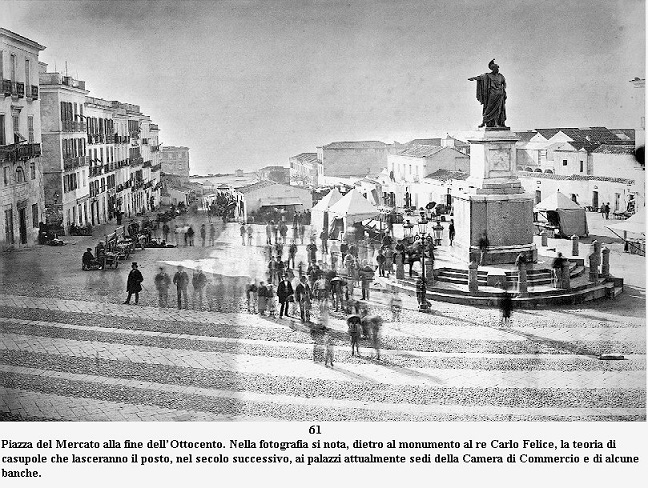 61
Piazza del Mercato alla fine dell'Ottocento. Nella fotografia si nota, dietro al monumento al re Carlo Felice, la teoria di
casupole che lasceranno il posto, nel secolo successivo, ai palazzi attualmente sedi della Camera di Commercio e di alcune
banche.